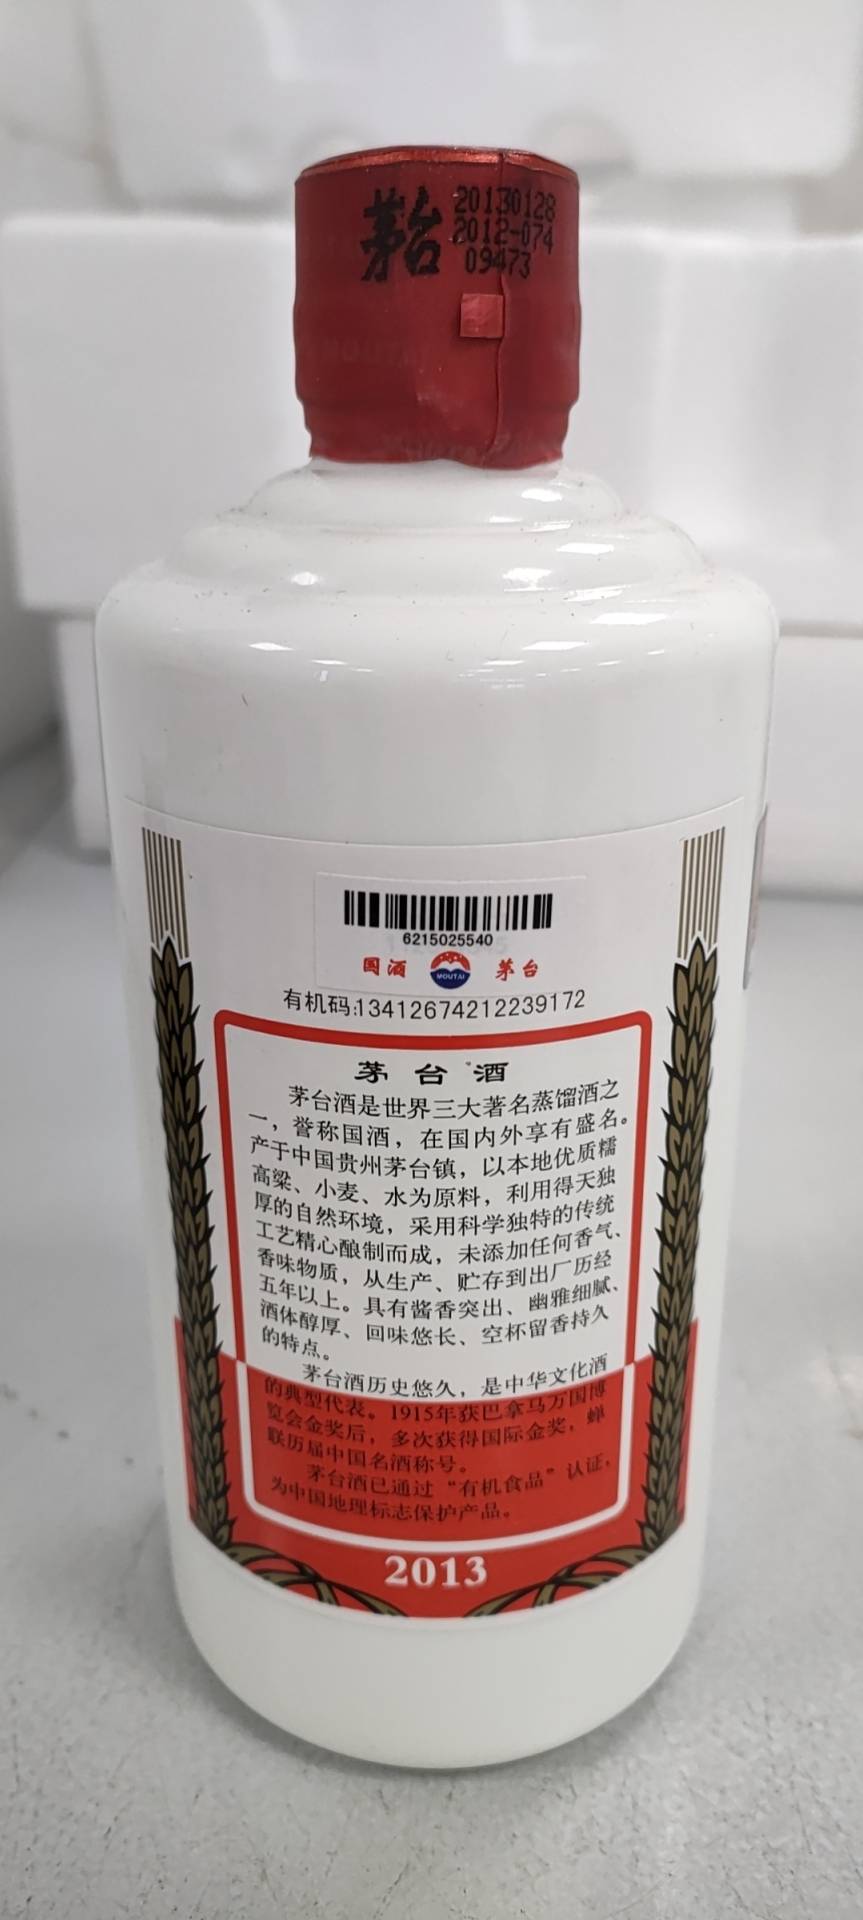 茅台
20130128
2012-074
09473
6215025540
国酒 MOUTAI 茅台
有机码:13412674212239172
茅台酒
茅台酒是世界三大著名蒸馏酒之
一，誉称国酒，在国内外享有盛名。
产于中国贵州茅台镇，以本地优质糯
高粱、小麦、水为原料，利用得天独
厚的自然环境，采用科学独特的传统
工艺精心酿制而成，未添加任何香气、
香味物质，从生产、贮存到出厂历经
五年以上。具有酱香突出、幽雅细腻、
酒体醇厚、回味悠长、空杯留香持久
的特点。
茅台酒历史悠久，是中华文化酒
的典型代表。1915年获巴拿马万国博
览会金奖后，多次获得国际金奖，蝉
联历届中国名酒称号。
茅台酒已通过“有机食品”认证，
为中国地理标志保护产品。
2013